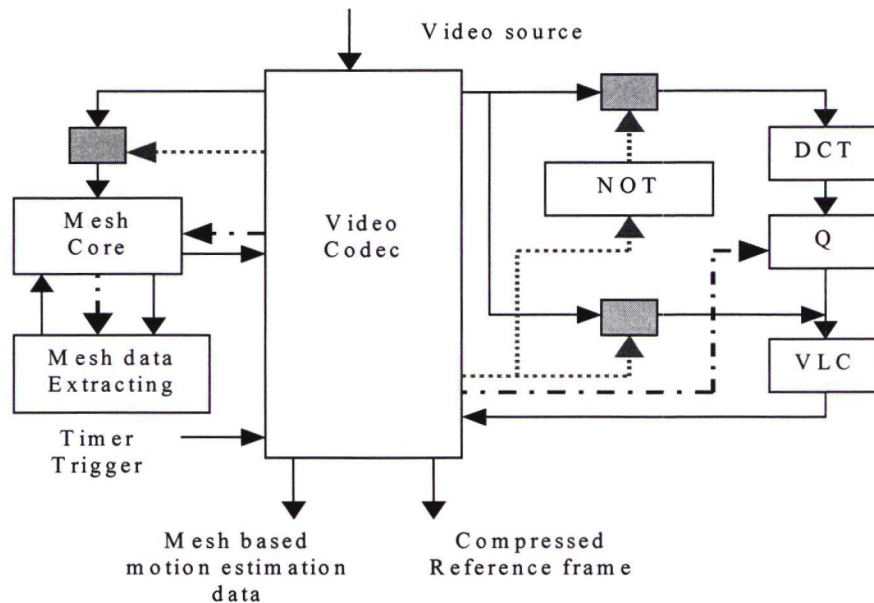 Video source
DCT
NOT
Mesh
Core
Video
Codec
Q
Mesh data
Extracting
VLC
Timer
Trigger
Mesh based
motion estimation
data
Compressed
Reference frame